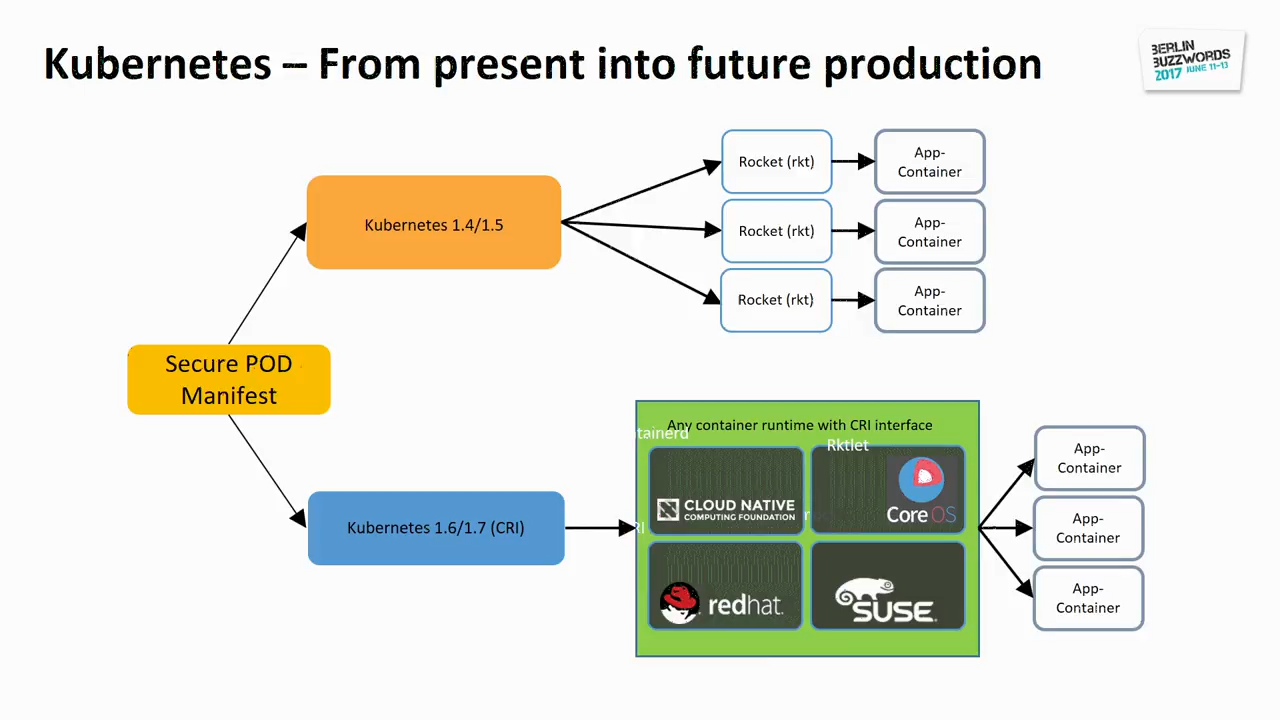 Kubernetes – From present into future production
BERLIN
BUZZWORDS
2017 JUNE 11-13
Rocket (rkt)
App-
Container
Kubernetes 1.4/1.5
Rocket (rkt)
App-
Container
Rocket (rkt)
App-
Container
Secure POD
Manifest
Any container runtime with CRI interface
tainerd
Rktlet
CLOUD NATIVE
COMPUTING FOUNDATION
CoreOS
Kubernetes 1.6/1.7 (CRI)
redhat.
SUSE
App-
Container
App-
Container
App-
Container